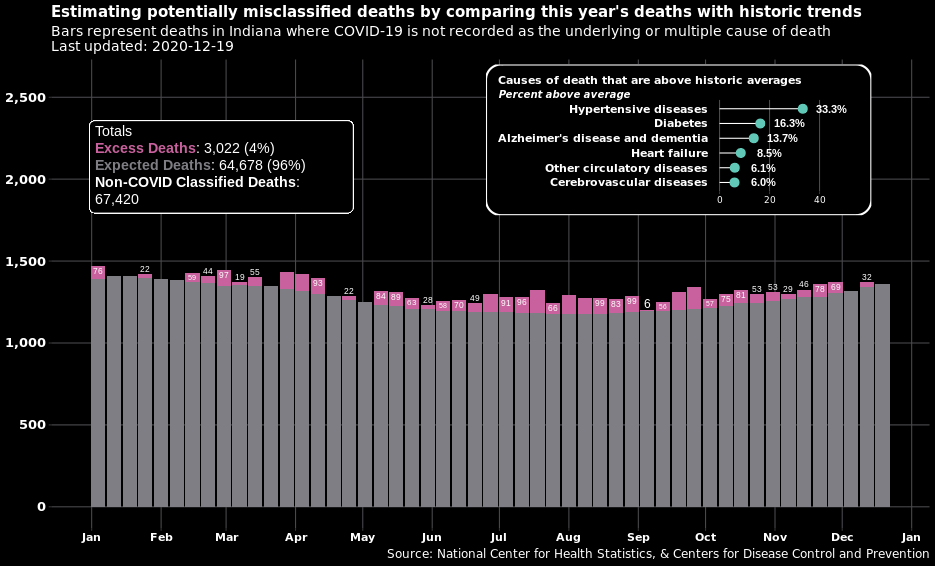 Estimating potentially misclassified deaths by comparing this year's deaths with historic trends
Bars represent deaths in Indiana where COVID-19 is not recorded as the underlying or multiple cause of death
Last updated: 2020-12-19
Causes of death that are above historic averages
Percent above average
Hypertensive diseases 33.3%
Diabetes 16.3%
Alzheimer's disease and dementia 13.7%
Heart failure 8.5%
Other circulatory diseases 6.1%
Cerebrovascular diseases 6.0%
0 20 40
Totals
Excess Deaths: 3,022 (4%)
Expected Deaths: 64,678 (96%)
Non-COVID Classified Deaths:
67,420
2,500
2,000
1,500
1,000
500
0
76 22 59 44 97 19 55 93 22 84 89 63 28 58 70 49 91 96 66 99 83 99 6 56 57 75 81 53 53 29 46 78 69 32
Jan Feb Mar Apr May Jun Jul Aug Sep Oct Nov Dec Jan
Source: National Center for Health Statistics, & Centers for Disease Control and Prevention